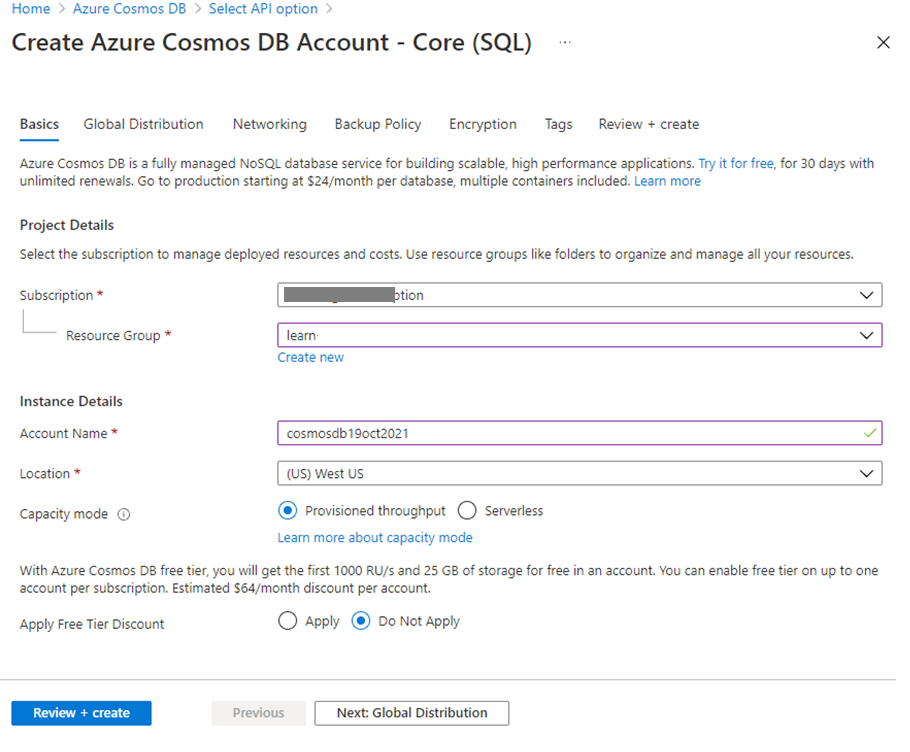 Home > Azure Cosmos DB > Select API option >
Create Azure Cosmos DB Account - Core (SQL) ...
Basics Global Distribution Networking Backup Policy Encryption Tags Review + create
Azure Cosmos DB is a fully managed NoSQL database service for building scalable, high performance applications. Try it for free, for 30 days with
unlimited renewals. Go to production starting at $24/month per database, multiple containers included. Learn more
Project Details
Select the subscription to manage deployed resources and costs. Use resource groups like folders to organize and manage all your resources.
Subscription *
Resource Group * learn
Create new
Instance Details
Account Name * cosmosdb19oct2021
Location * (US) West US
Capacity mode Provisioned throughput Serverless
Learn more about capacity mode
With Azure Cosmos DB free tier, you will get the first 1000 RU/s and 25 GB of storage for free in an account. You can enable free tier on up to one
account per subscription. Estimated $64/month discount per account.
Apply Free Tier Discount Apply Do Not Apply
Review + create Previous Next: Global Distribution